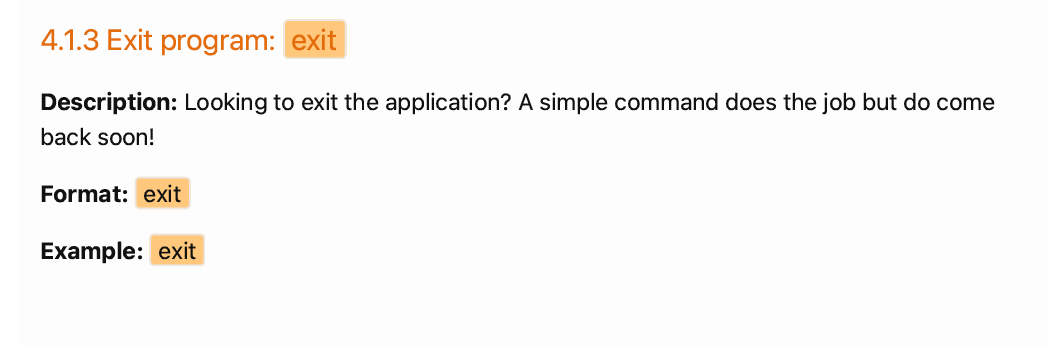 4.1.3 Exit program: exit
Description: Looking to exit the application? A simple command does the job but do come
back soon!
Format: exit
Example: exit